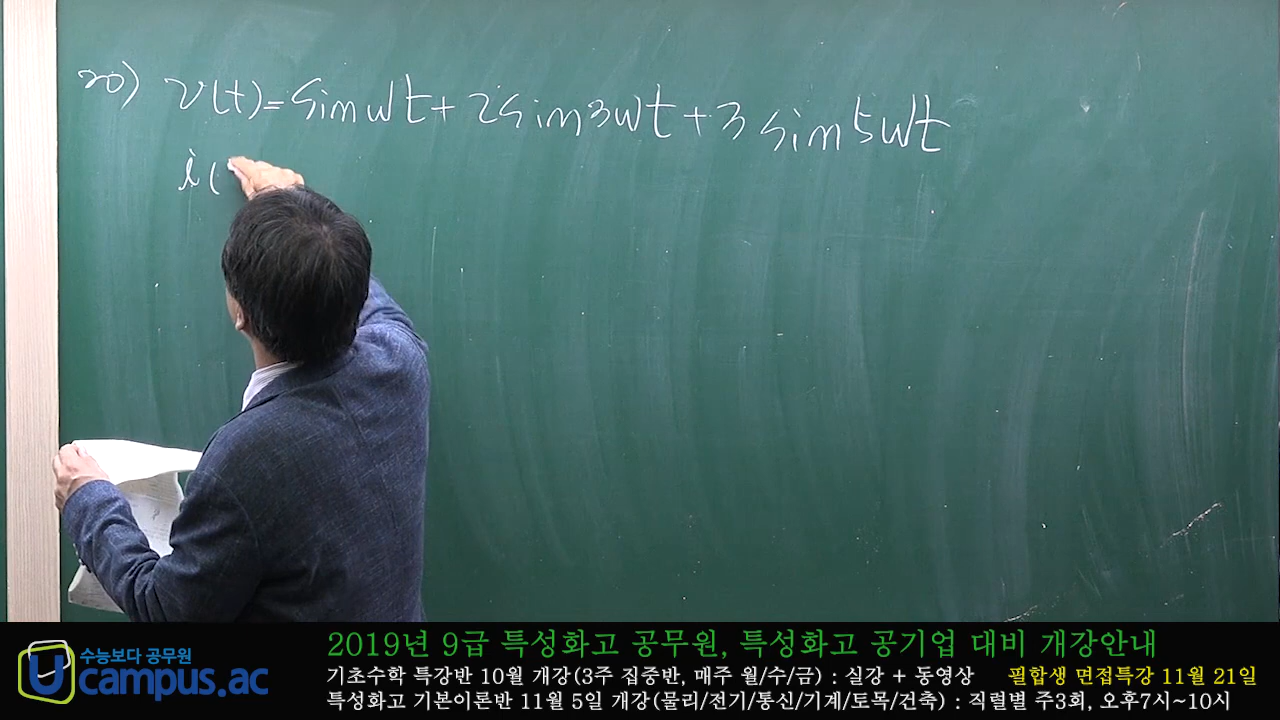 20) v(t)=sinwt+2sin3wt+3sin5wt
i(
2019년 9급 특성화고 공무원, 특성화고 공기업 대비 개강안내
수능보다 공무원
Ucampus.ac
기초수학 특강반 10월 개강(3주 집중반, 매주 월/수/금) : 실강 + 동영상 필합생 면접특강 11월 21일
특성화고 기본이론반 11월 5일 개강(물리/전기/통신/기계/토목/건축) : 직렬별 주3회, 오후7시~10시